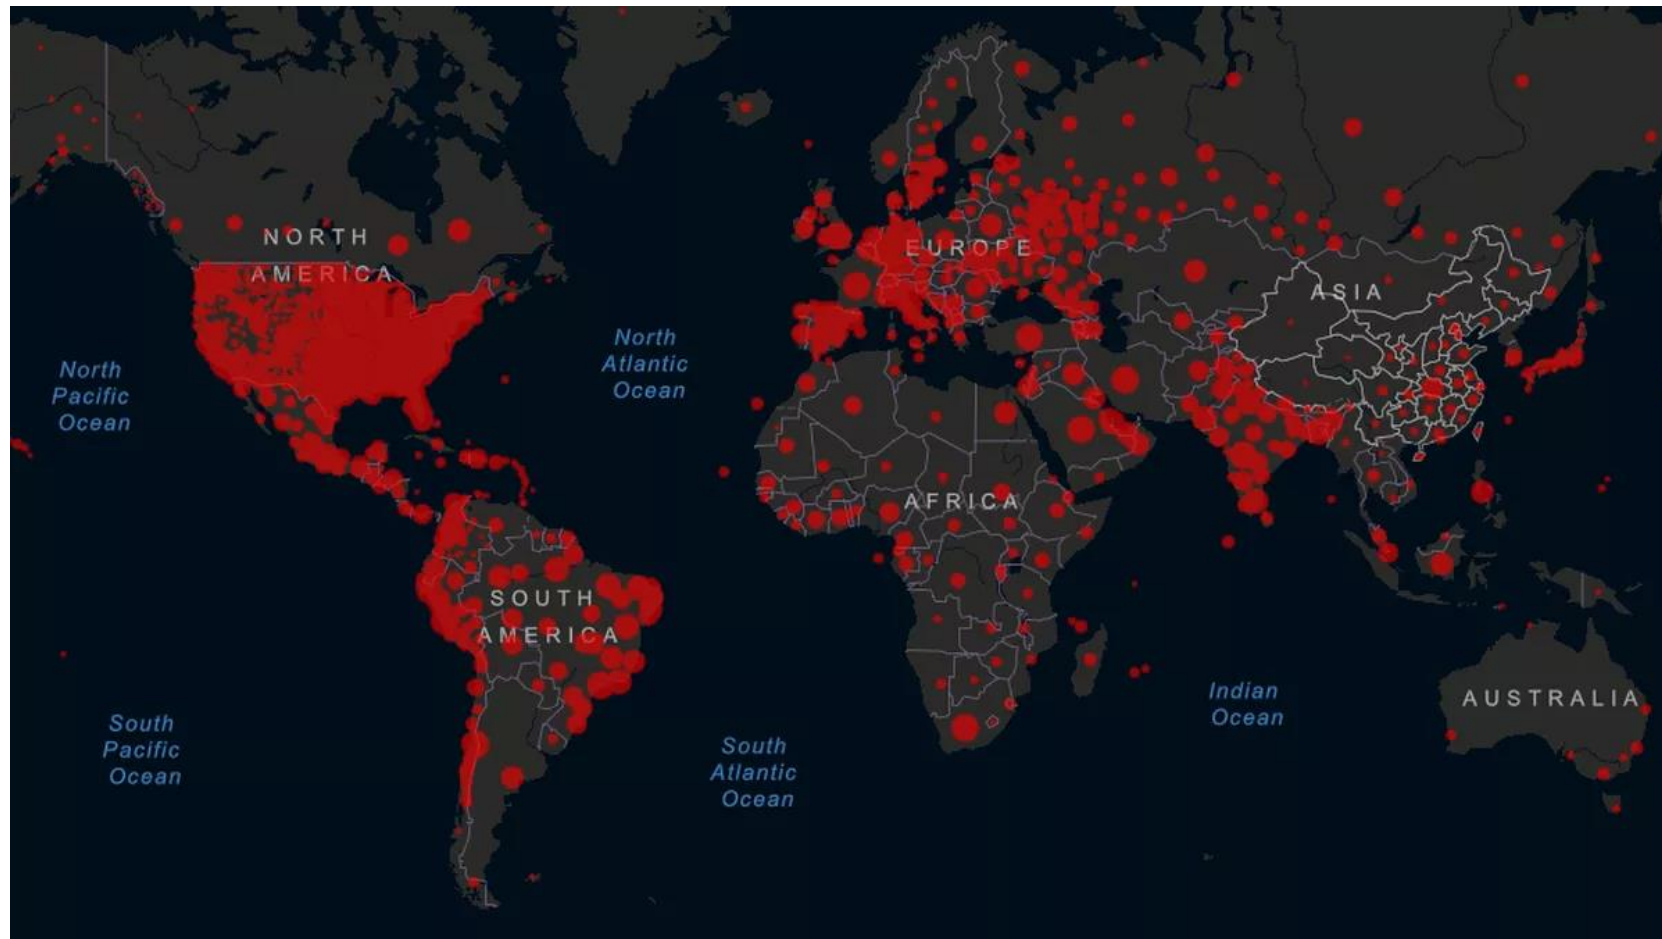 NORTH
AMERICA
EUROPE
ASIA
North
Atlantic
Ocean
North
Pacific
Ocean
AFRICA
SOUTH
AMERICA
Indian
Ocean
AUSTRALIA
South
Pacific
Ocean
South
Atlantic
Ocean